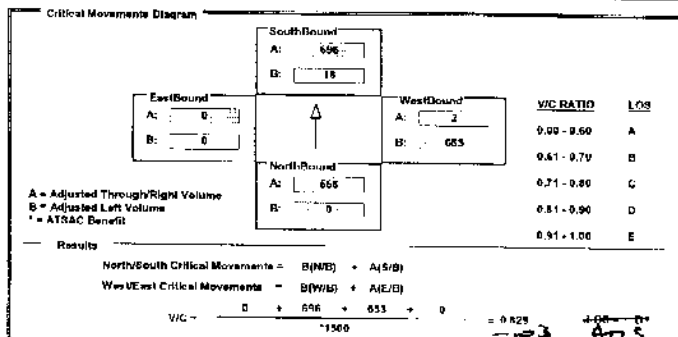 Critical Movements Diagram
SouthBound
A: 696
B: 18
EastBound
A: 0
B: 0
WestBound
A: 2
B: 653
NorthBound
A: 666
B: 0
V/C RATIO LOS
0.00 - 0.60 A
0.61 - 0.70 B
0.71 - 0.80 C
0.81 - 0.90 D
0.91 - 1.00 E
A = Adjusted Through/Right Volume
B = Adjusted Left Volume
* = ATSAC Benefit
Results
North/South Critical Movements = B(N/B) + A(S/B)
West/East Critical Movements = B(W/B) + A(E/B)
V/C = 0 + 696 + 653 + 0 = 0.829
*1500